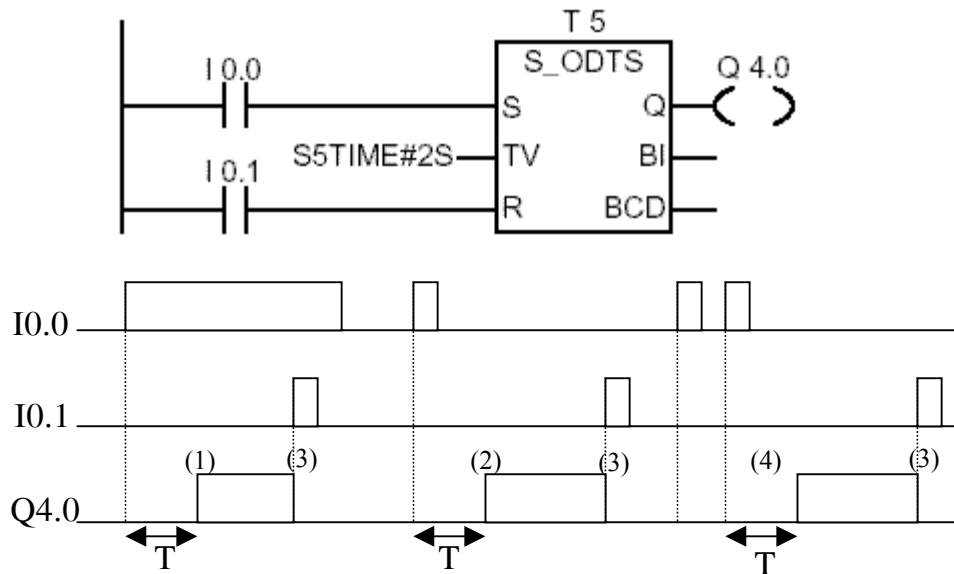 T 5
S_ODTS
I 0.0
Q 4.0
S
Q
S5TIME#2S
TV
BI
I 0.1
R
BCD
I0.0
I0.1
(1)
(3)
(2)
(3)
(4)
(3)
Q4.0
T
T
T